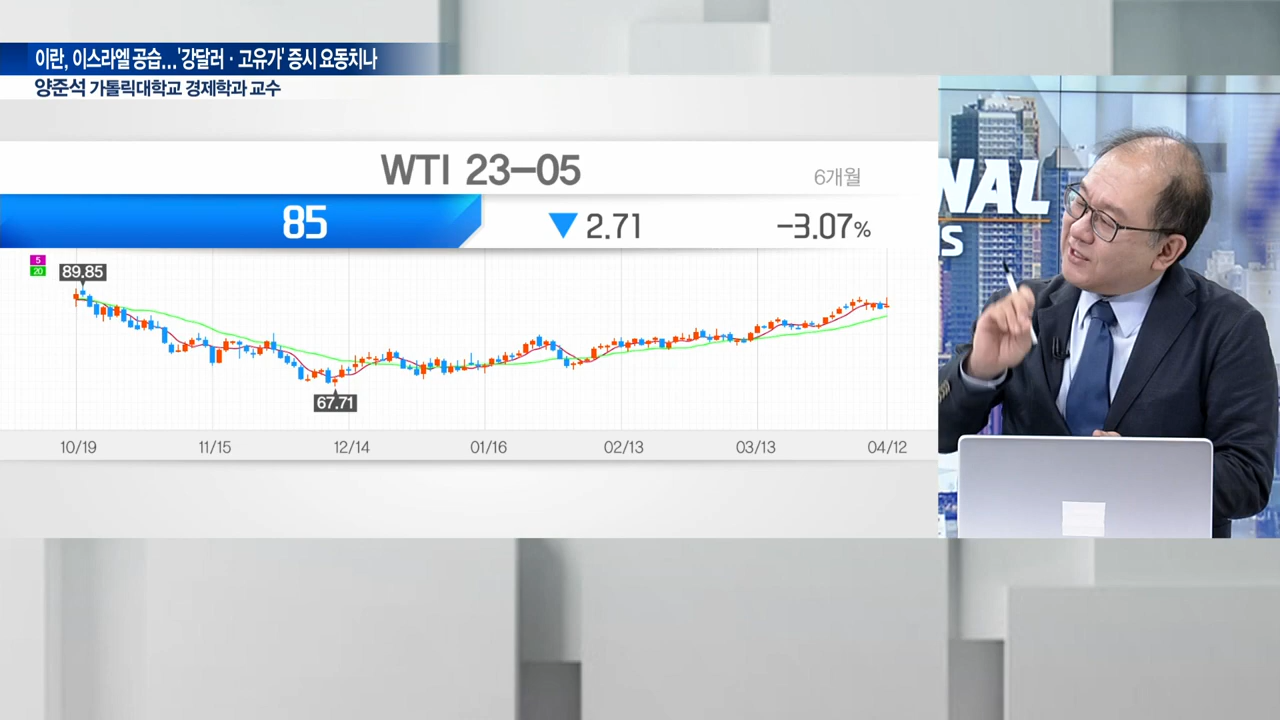 이란, 이스라엘 공습...'강달러·고유가' 증시 요동치나
양준석 가톨릭대학교 경제학과 교수
WTI 23-05
6개월
85 ▼ 2.71 -3.07%
5
20
89.85
67.71
10/19 11/15 12/14 01/16 02/13 03/13 04/12
NAL
S